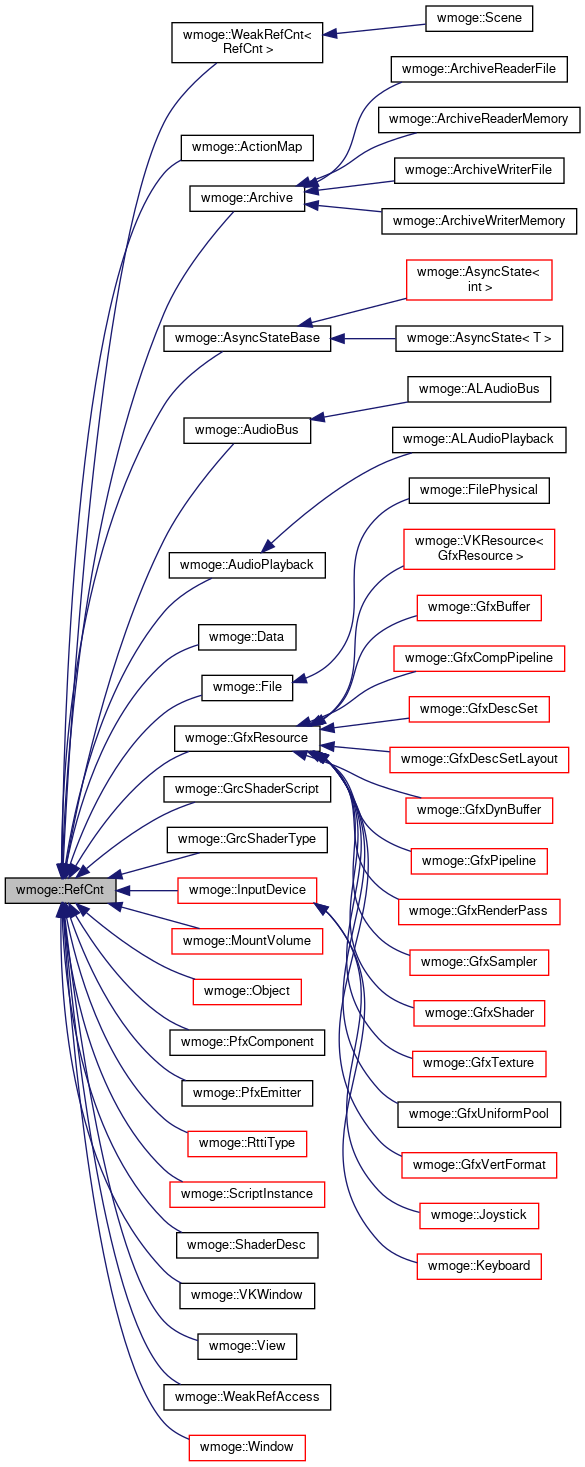 wmoge::WeakRefCnt<
RefCnt >
wmoge::Scene
wmoge::ArchiveReaderFile
wmoge::ArchiveReaderMemory
wmoge::ActionMap
wmoge::ArchiveWriterFile
wmoge::Archive
wmoge::ArchiveWriterMemory
wmoge::AsyncState<
int >
wmoge::AsyncStateBase
wmoge::AsyncState< T >
wmoge::ALAudioBus
wmoge::AudioBus
wmoge::ALAudioPlayback
wmoge::FilePhysical
wmoge::VKResource<
GfxResource >
wmoge::AudioPlayback
wmoge::GfxBuffer
wmoge::Data
wmoge::GfxCompPipeline
wmoge::File
wmoge::GfxDescSet
wmoge::GfxResource
wmoge::GfxDescSetLayout
wmoge::GrcShaderScript
wmoge::GfxDynBuffer
wmoge::GrcShaderType
wmoge::GfxPipeline
wmoge::RefCnt
wmoge::InputDevice
wmoge::GfxRenderPass
wmoge::MountVolume
wmoge::GfxSampler
wmoge::Object
wmoge::GfxShader
wmoge::PfxComponent
wmoge::GfxTexture
wmoge::PfxEmitter
wmoge::GfxUniformPool
wmoge::RttiType
wmoge::GfxVertFormat
wmoge::ScriptInstance
wmoge::Joystick
wmoge::ShaderDesc
wmoge::Keyboard
wmoge::VKWindow
wmoge::View
wmoge::WeakRefAccess
wmoge::Window